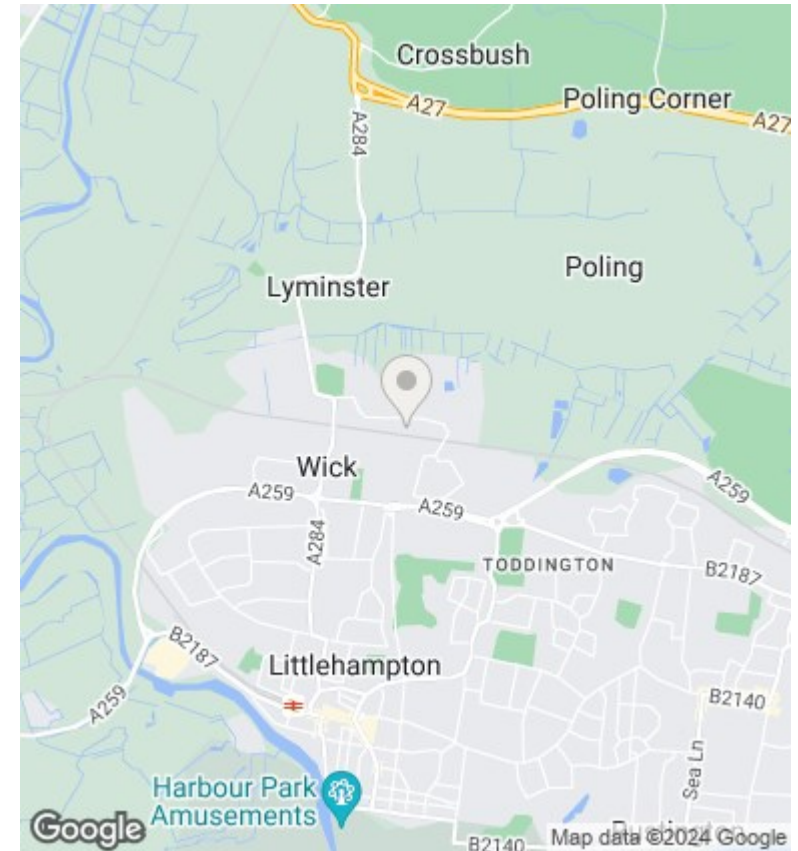 Crossbush
Poling Corner
A27
A27
A284
Poling
Lyminster
Wick
A259
A259
A259
A284
TODDINGTON
B2187
B2187
Littlehampton
A259
B2140
Sea Ln
Harbour Park
Amusements
B2140
Google
Map data ©2024 Google